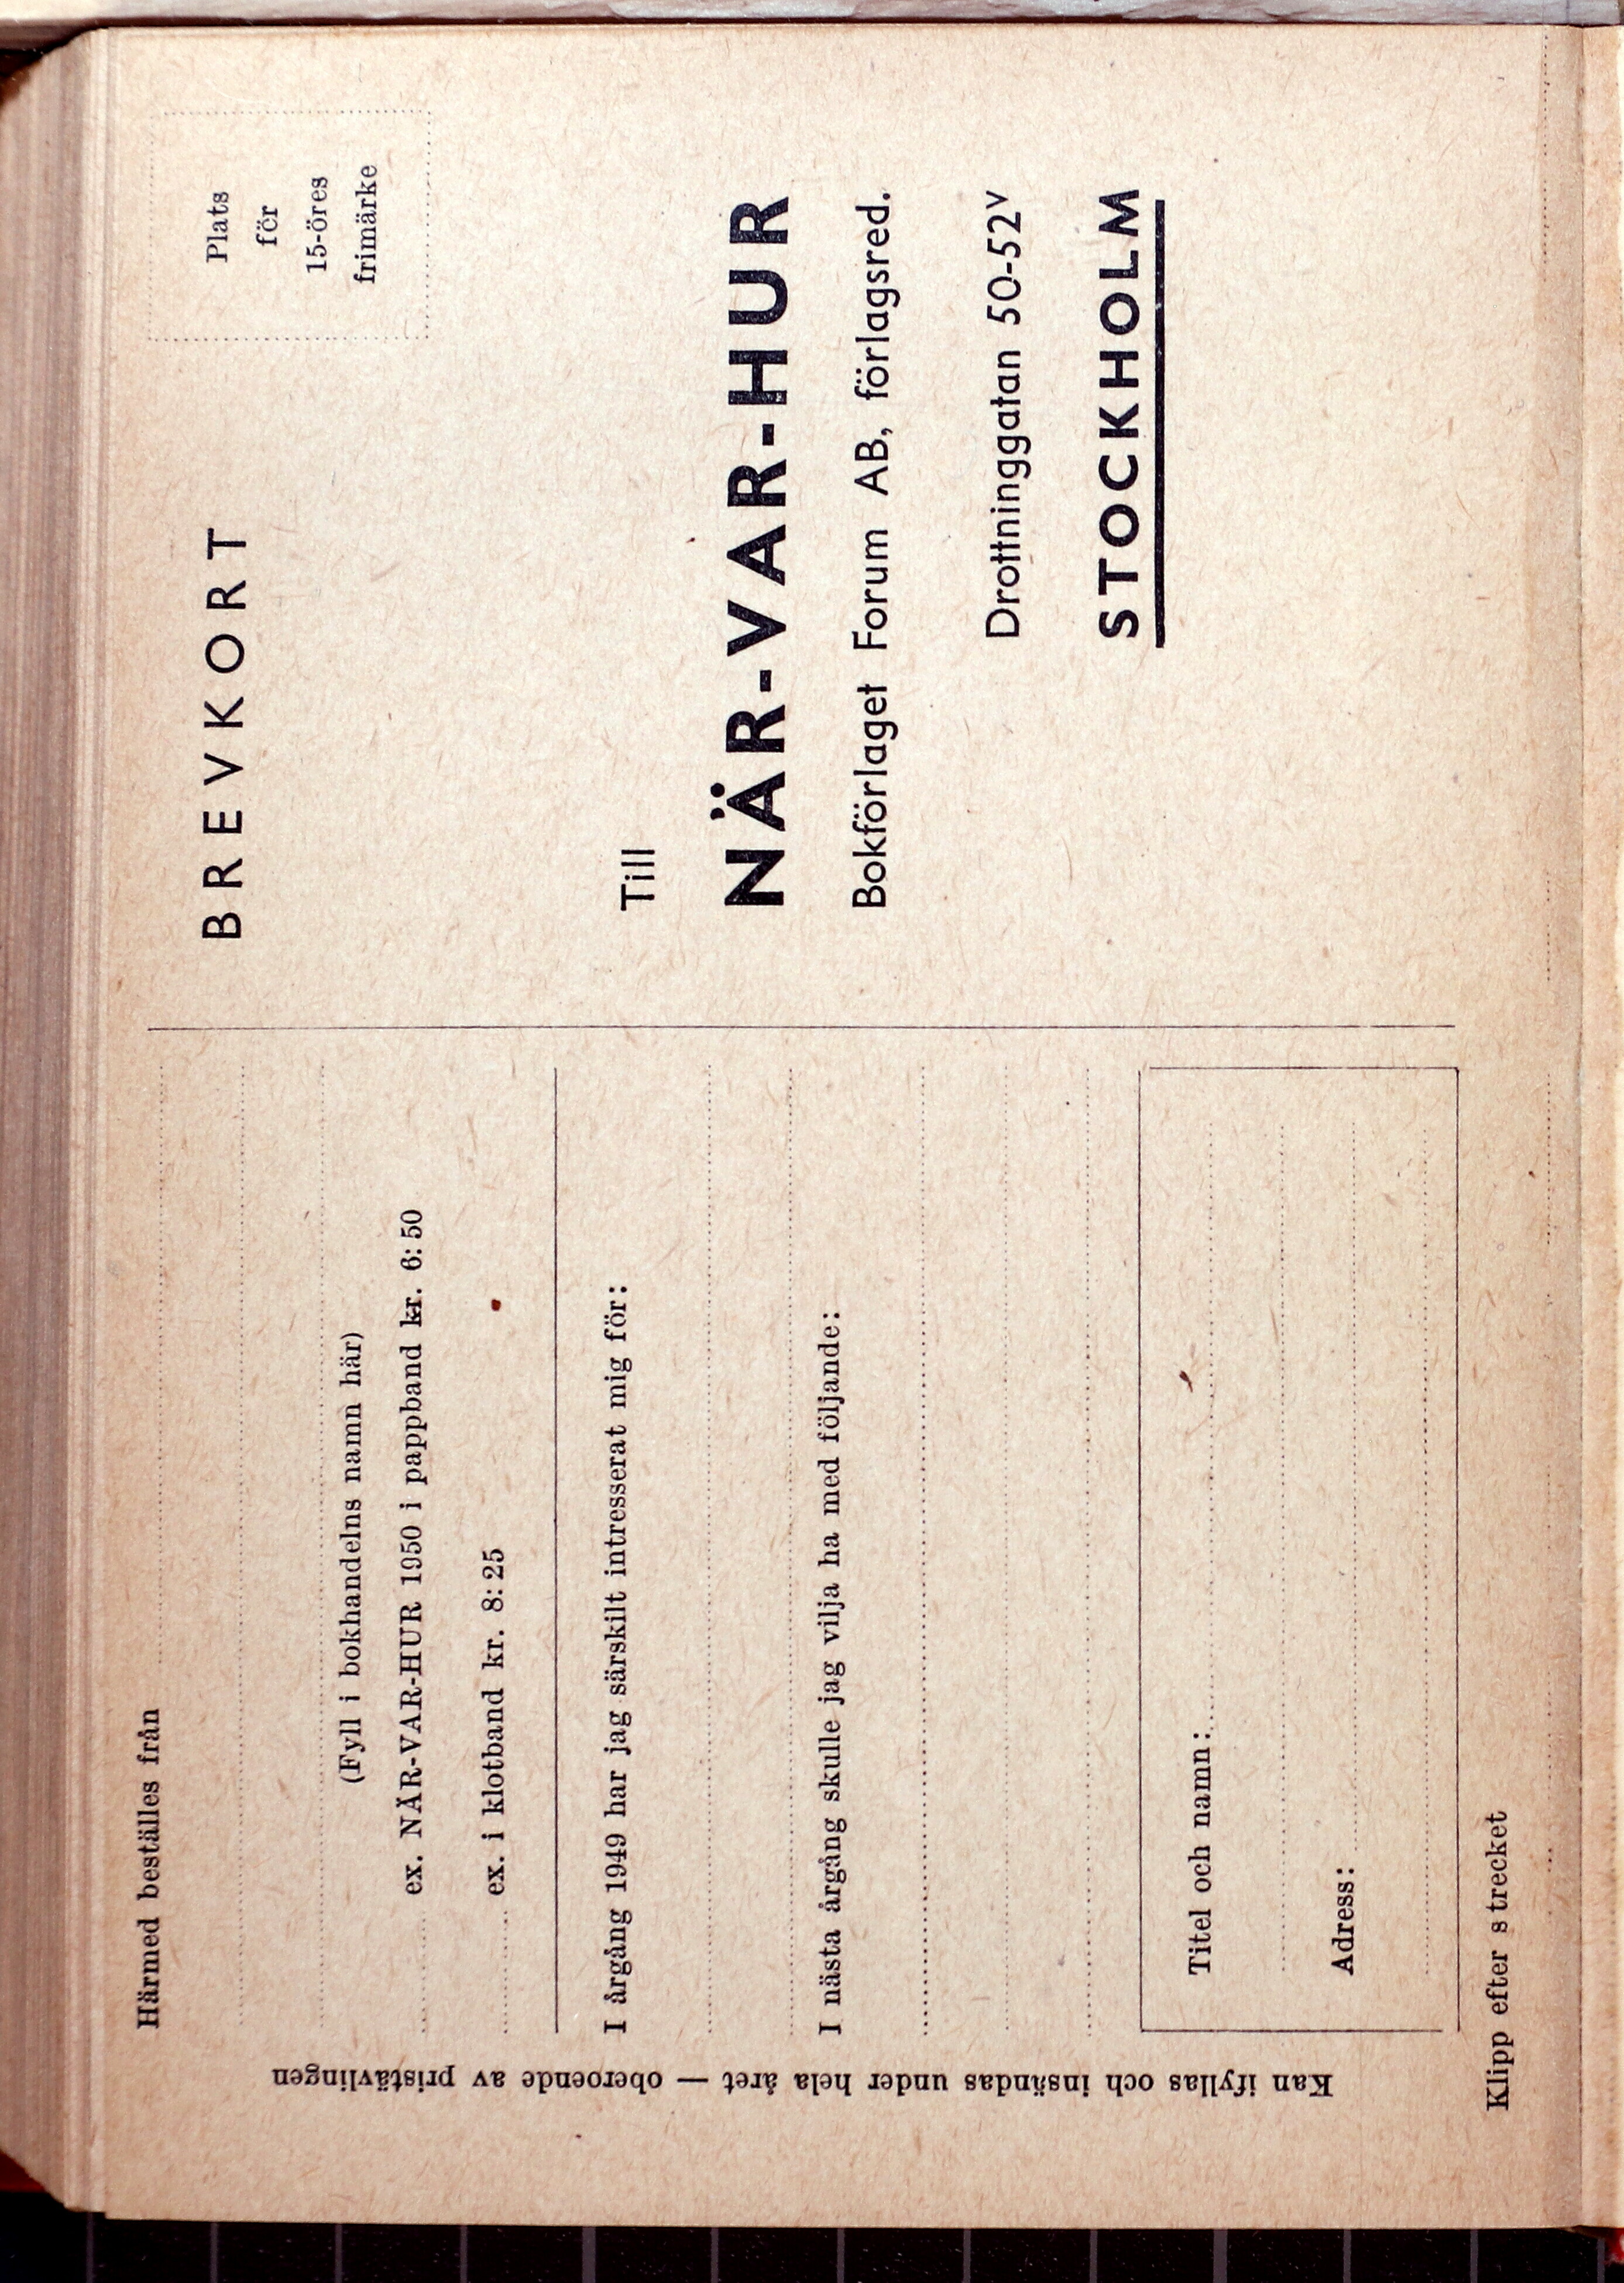 Kan ifyllas och insändas under hela året — oberoende av pristävlingen
Härmed beställes från
(Fyll i bokhandelns namn här)
ex. NÄR-VAR-HUR 1950 i pappband kr. 6:50
ex. i klotband kr. 8:25
I årgång 1949 har jag särskilt intresserat mig för:
I nästa årgång skulle jag vilja ha med följande:
Titel och namn:
Adress:
Klipp efter strecket
BREVKORT
Plats
för
15-öres
frimärke
Till
NÄR-VAR-HUR
Bokförlaget Forum AB, förlagsred.
Drottninggatan 50-52V
STOCKHOLM